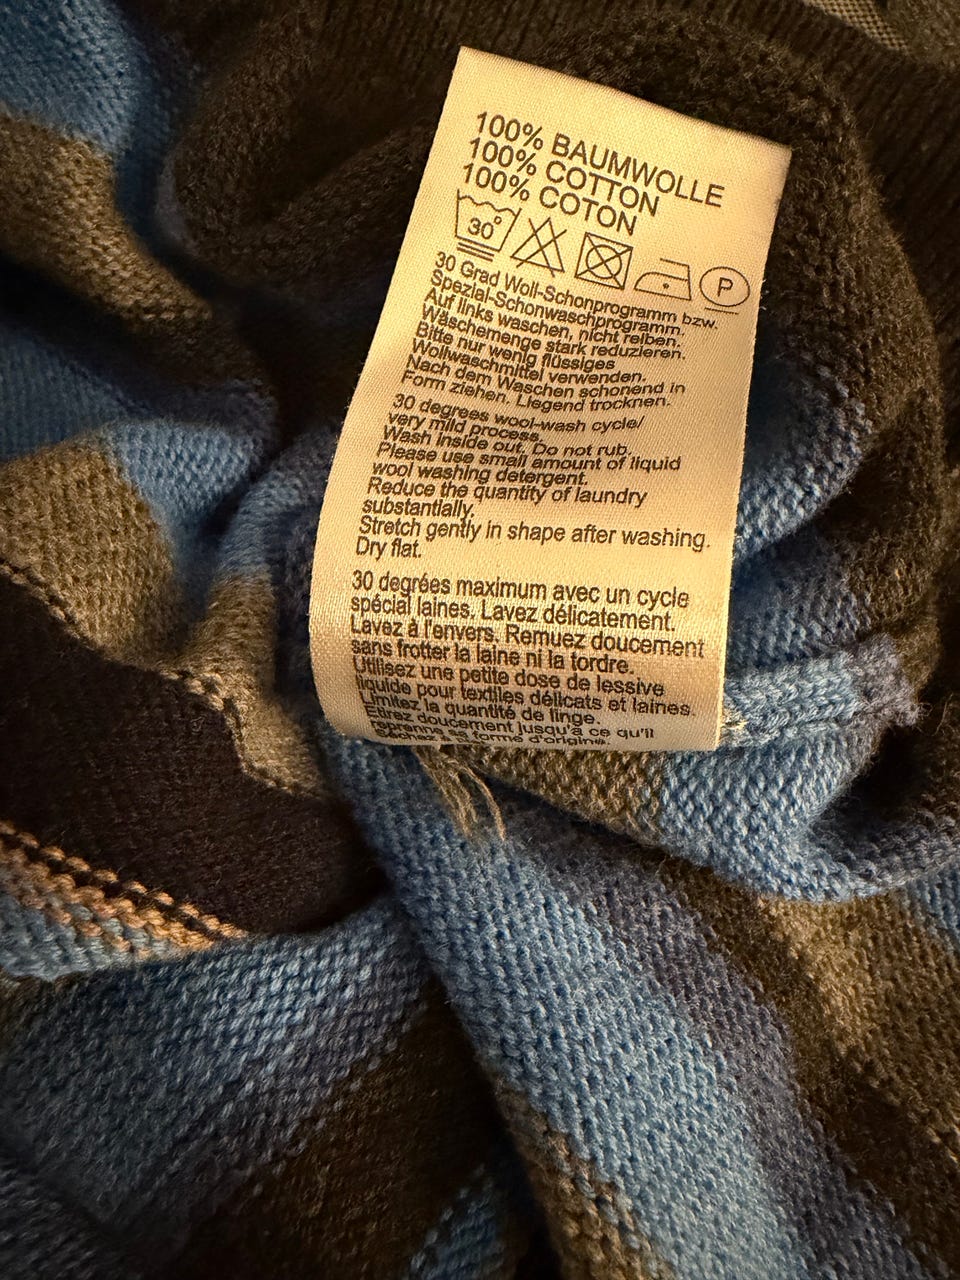 100% BAUMWOLLE
100% COTTON
100% COTON
30° P
30 Grad Woll-Schonprogramm bzw.
Spezial-Schonwaschprogramm.
Auf links waschen, nicht reiben.
Wäschemenge stark reduzieren.
Bitte nur wenig flüssiges
Wollwaschmittel verwenden.
Nach dem Waschen schonend in
Form ziehen. Liegend trocknen.
30 degrees wool-wash cycle/
very mild process.
Wash inside out. Do not rub.
Please use small amount of liquid
wool washing detergent.
Reduce the quantity of laundry
substantially.
Stretch gently in shape after washing.
Dry flat.
30 degrées maximum avec un cycle
spécial laines. Lavez délicatement.
Lavez à l'envers. Remuez doucement
sans frotter la laine ni la tordre.
Utilisez une petite dose de lessive
liquide pour textiles délicats et laines.
Limitez la quantité de linge.
Etirez doucement jusqu'à ce qu'il
reprenne sa forme d'origine.